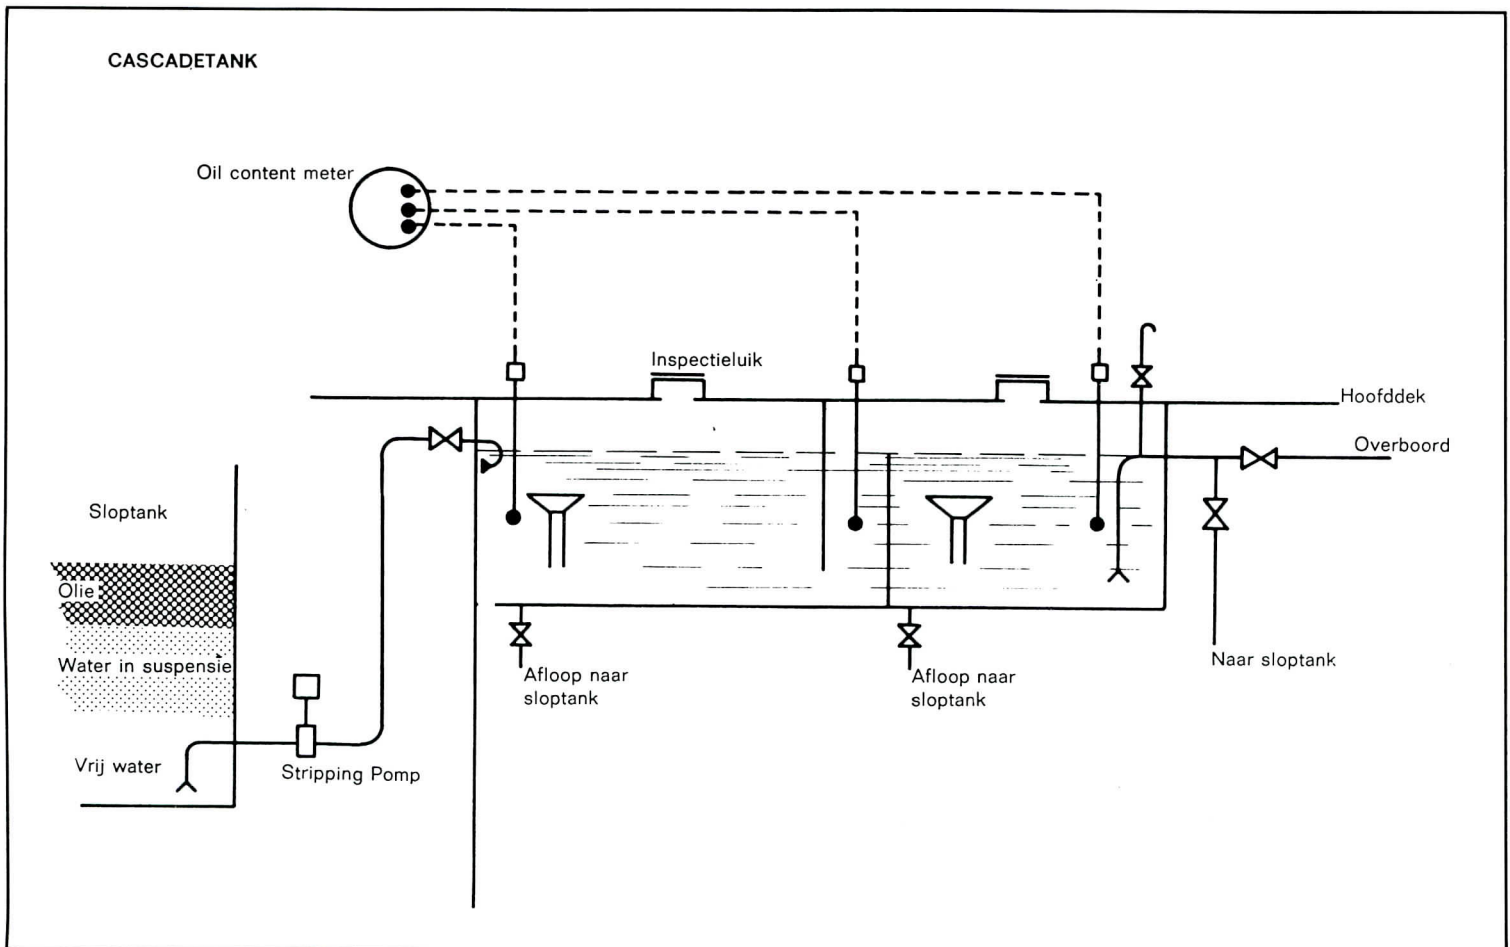 CASCADETANK
Oil content meter
Inspectieluik
Hoofddek
Overboord
Sloptank
Olie
Water in suspensie
Vrij water
Stripping Pomp
Afloop naar
sloptank
Afloop naar
sloptank
Naar sloptank